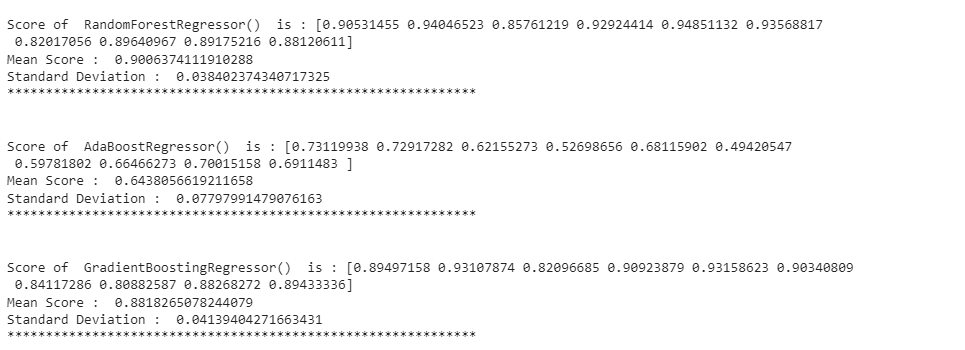 Score of  RandomForestRegressor()  is : [0.90531455 0.94046523 0.85761219 0.92924414 0.94851132 0.93568817
 0.82017056 0.89640967 0.89175216 0.88120611]
Mean Score :  0.9006374111910288
Standard Deviation :  0.038402374340717325
*************************************************************
Score of  AdaBoostRegressor()  is : [0.73119938 0.72917282 0.62155273 0.52698656 0.68115902 0.49420547
 0.59781802 0.66466273 0.70015158 0.6911483 ]
Mean Score :  0.6438056619211658
Standard Deviation :  0.07797991479076163
*************************************************************
Score of  GradientBoostingRegressor()  is : [0.89497158 0.93107874 0.82096685 0.90923879 0.93158623 0.90340809
 0.84117286 0.80882587 0.88268272 0.89433336]
Mean Score :  0.8818265078244079
Standard Deviation :  0.04139404271663431
*************************************************************